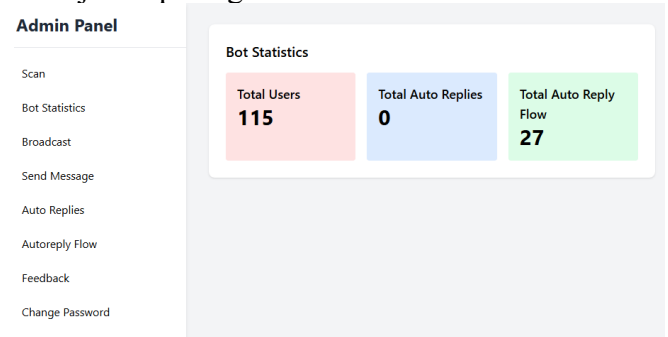 Admin Panel
Scan
Bot Statistics
Broadcast
Send Message
Auto Replies
Autoreply Flow
Feedback
Change Password
Bot Statistics
Total Users
115
Total Auto Replies
0
Total Auto Reply
Flow
27